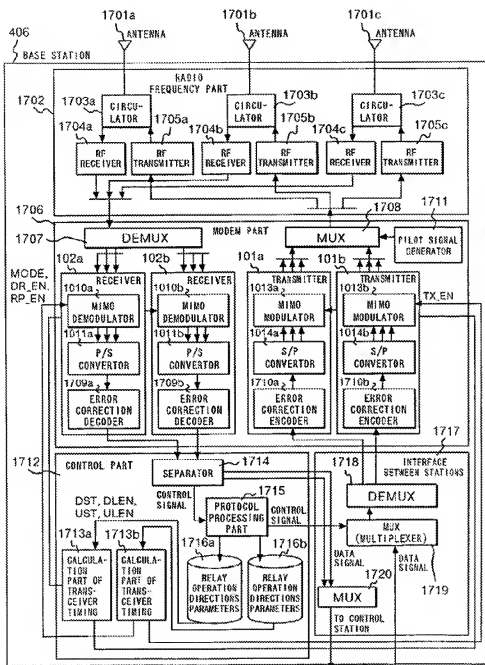 1701a
1701b
1701c
406
ANTENNA
ANTENNA
ANTENNA
BASE STATION
RADIO
FREQUENCY PART
1702
1703a
CIRCU-
LATOR
1703b
CIRCU-
LATOR
1703c
CIRCU-
LATOR
1704a
1705a
1704b
1705b
1704c
1705c
RF
RECEIVER
RF
TRANSMITTER
RF
RECEIVER
RF
TRANSMITTER
RF
RECEIVER
RF
TRANSMITTER
1706
1708
1711
MODEM PART
1707
DEMUX
MUX
PILOT SIGNAL
GENERATOR
MODE,
DR_EN,
RP_EN
102a
RECEIVER
102b
RECEIVER
101a
TRANSMITTER
101b
TRANSMITTER
TX_EN
1010a
1010b
1013a
1013b
MIMO
DEMODULATOR
MIMO
DEMODULATOR
MIMO
MODULATOR
MIMO
MODULATOR
1011a
1011b
1014a
1014b
P/S
CONVERTOR
P/S
CONVERTOR
S/P
CONVERTOR
S/P
CONVERTOR
1709a
1709b
1710a
1710b
ERROR
CORRECTION
DECODER
ERROR
CORRECTION
DECODER
ERROR
CORRECTION
ENCODER
ERROR
CORRECTION
ENCODER
1717
1712
CONTROL PART
SEPARATOR
1714
1718
INTERFACE
BETWEEN STATIONS
CONTROL
SIGNAL
1715
DEMUX
DST, DLEN,
UST, ULEN
PROTOCOL
PROCESSING
PART
CONTROL
SIGNAL
MUX
(MULTIPLEXER)
1713a
1713b
1716a
1716b
DATA
SIGNAL
DATA
SIGNAL
1719
CALCULA-
TION
PART OF
TRANS-
CEIVER
TIMING
CALCULA-
TION
PART OF
TRANS-
CEIVER
TIMING
RELAY
OPERATION
DIRECTIONS
PARAMETERS
RELAY
OPERATION
DIRECTIONS
PARAMETERS
1720
MUX
TO CONTROL
STATION